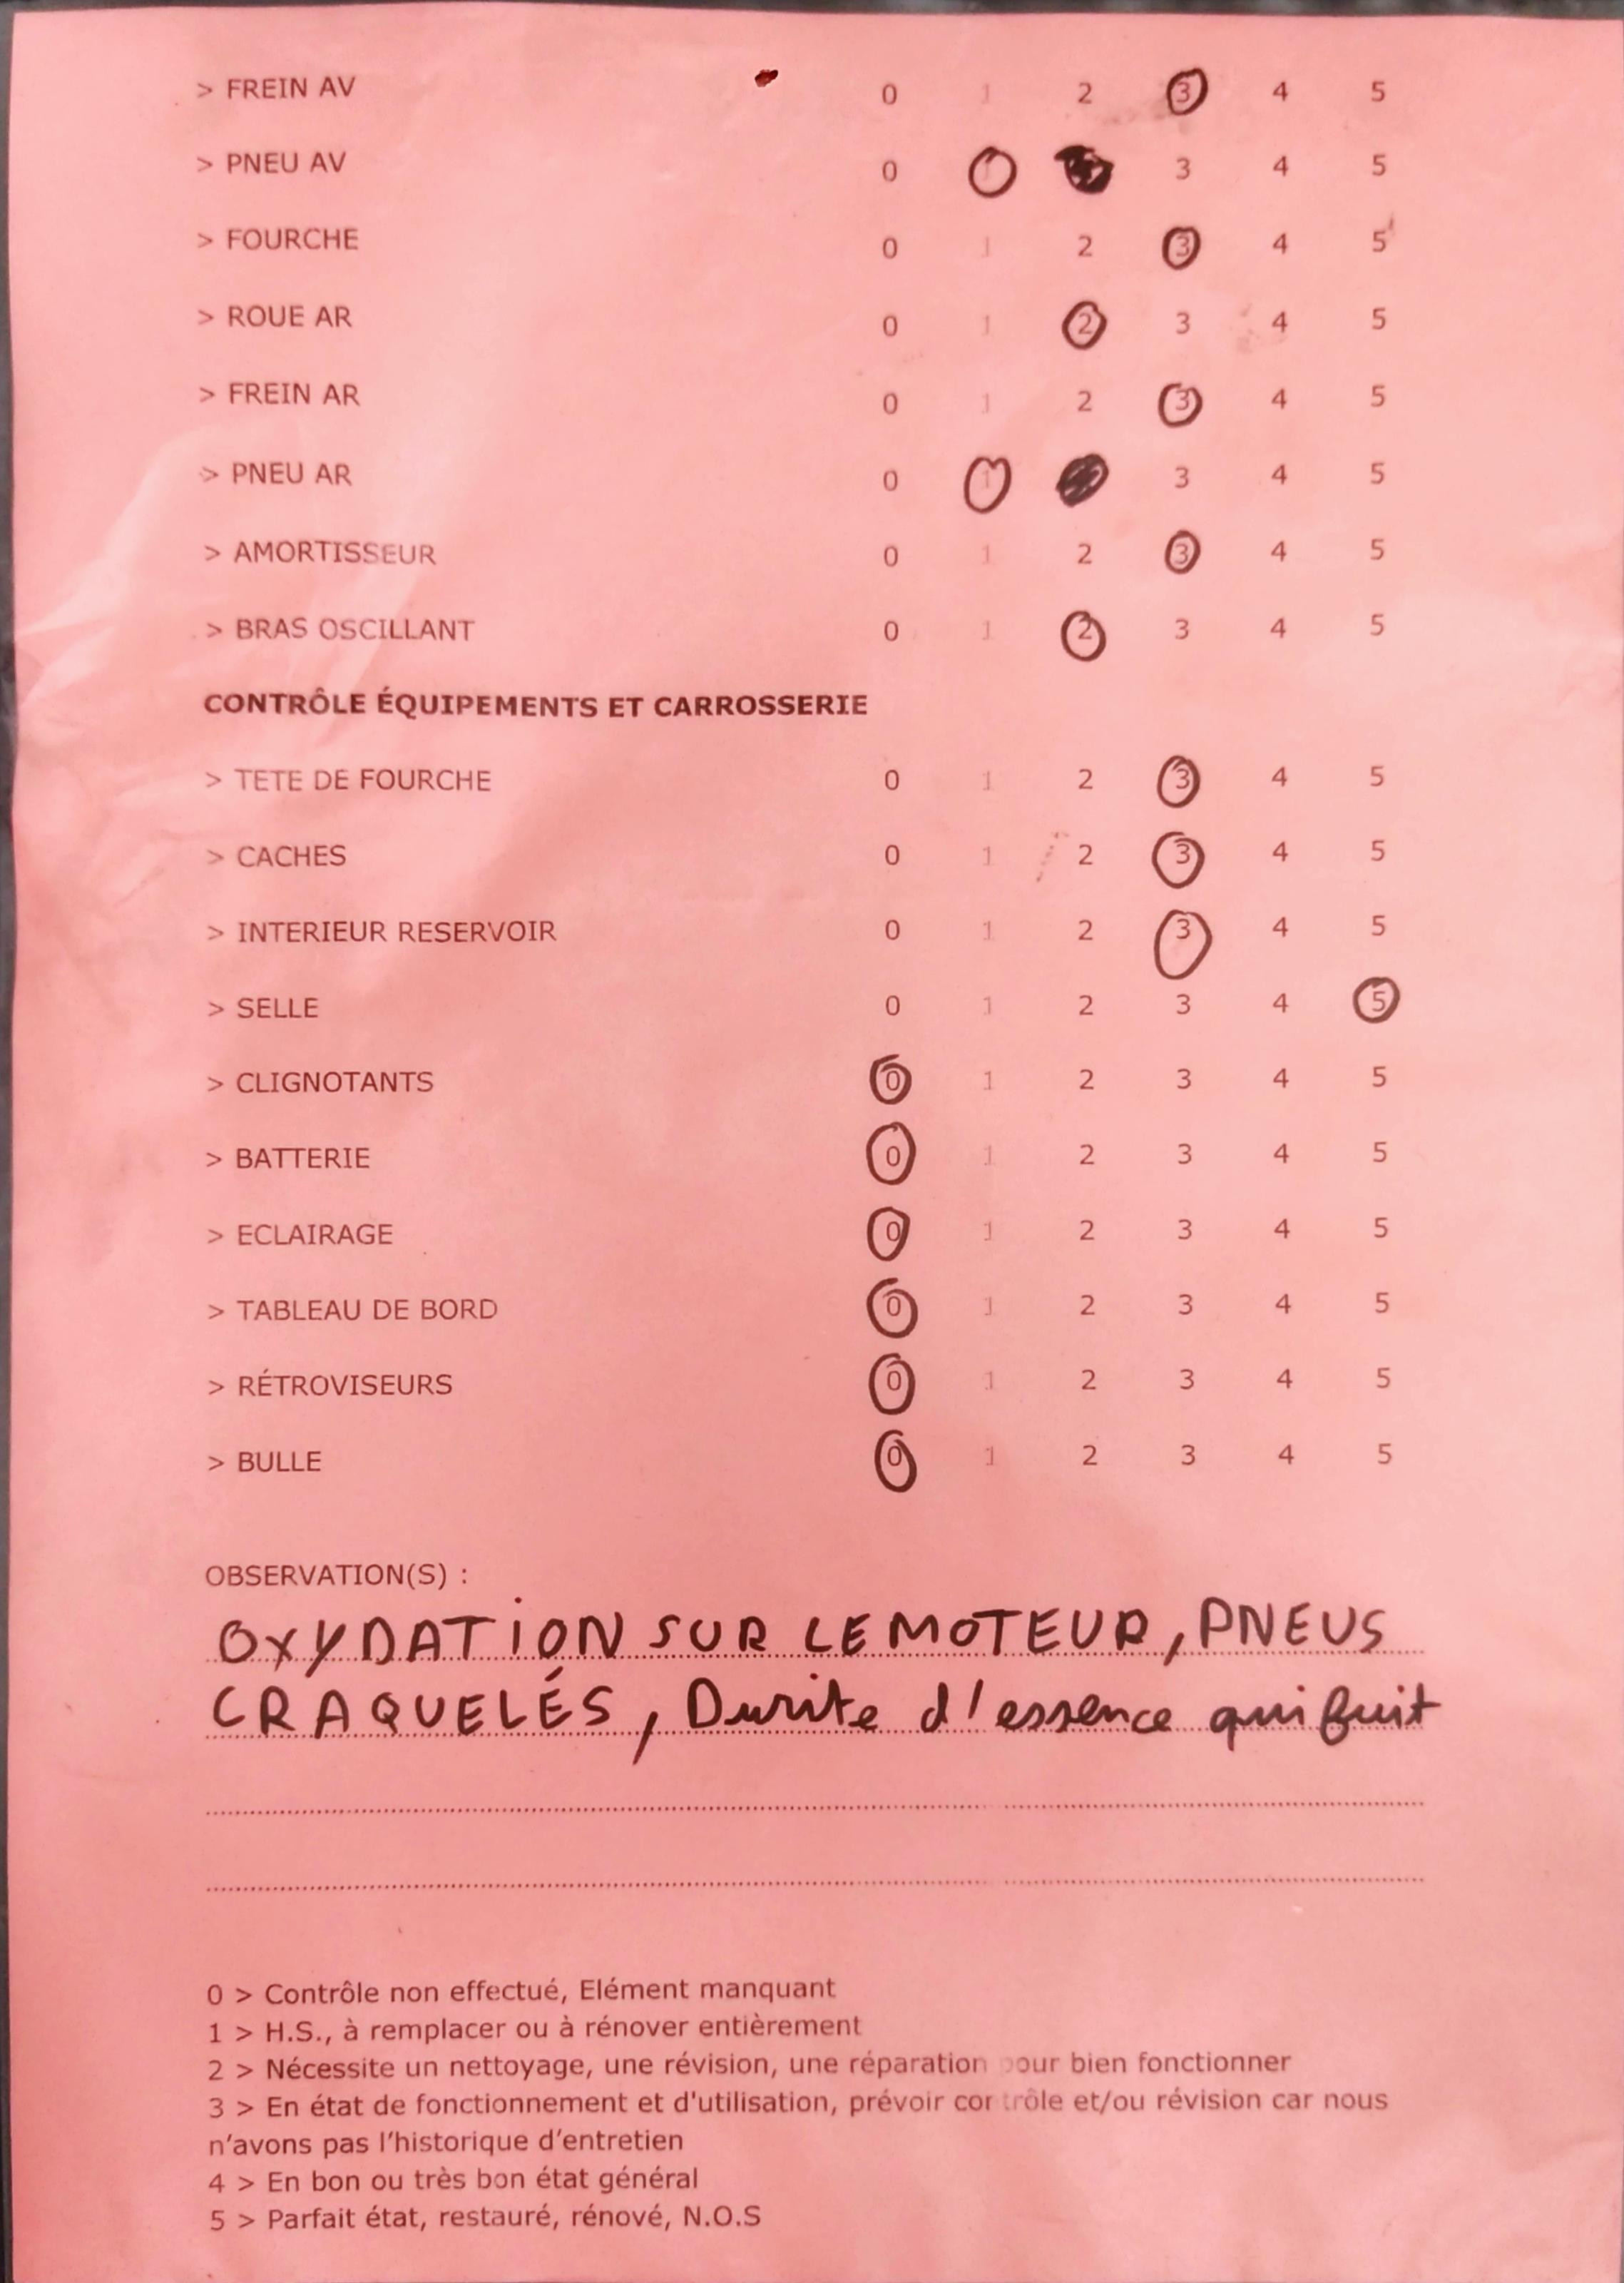 > FREIN AV 0 1 2 3 4 5
> PNEU AV 0 1 3 4 5
> FOURCHE 0 1 2 3 4 5
> ROUE AR 0 1 2 3 4 5
> FREIN AR 0 1 2 3 4 5
> PNEU AR 0 1 3 4 5
> AMORTISSEUR 0 1 2 3 4 5
> BRAS OSCILLANT 0 1 2 3 4 5
CONTRÔLE ÉQUIPEMENTS ET CARROSSERIE
> TETE DE FOURCHE 0 1 2 3 4 5
> CACHES 0 1 2 3 4 5
> INTERIEUR RESERVOIR 0 1 2 3 4 5
> SELLE 0 1 2 3 4 5
> CLIGNOTANTS 0 1 2 3 4 5
> BATTERIE 0 1 2 3 4 5
> ECLAIRAGE 0 1 2 3 4 5
> TABLEAU DE BORD 0 1 2 3 4 5
> RÉTROVISEURS 0 1 2 3 4 5
> BULLE 0 1 2 3 4 5
OBSERVATION(S) :
OXYDATION SUR LE MOTEUR, PNEUS
CRAQUELÉS, Durite d'essence qui fuit
0 > Contrôle non effectué, Elément manquant
1 > H.S., à remplacer ou à rénover entièrement
2 > Nécessite un nettoyage, une révision, une réparation pour bien fonctionner
3 > En état de fonctionnement et d'utilisation, prévoir contrôle et/ou révision car nous
n'avons pas l'historique d'entretien
4 > En bon ou très bon état général
5 > Parfait état, restauré, rénové, N.O.S